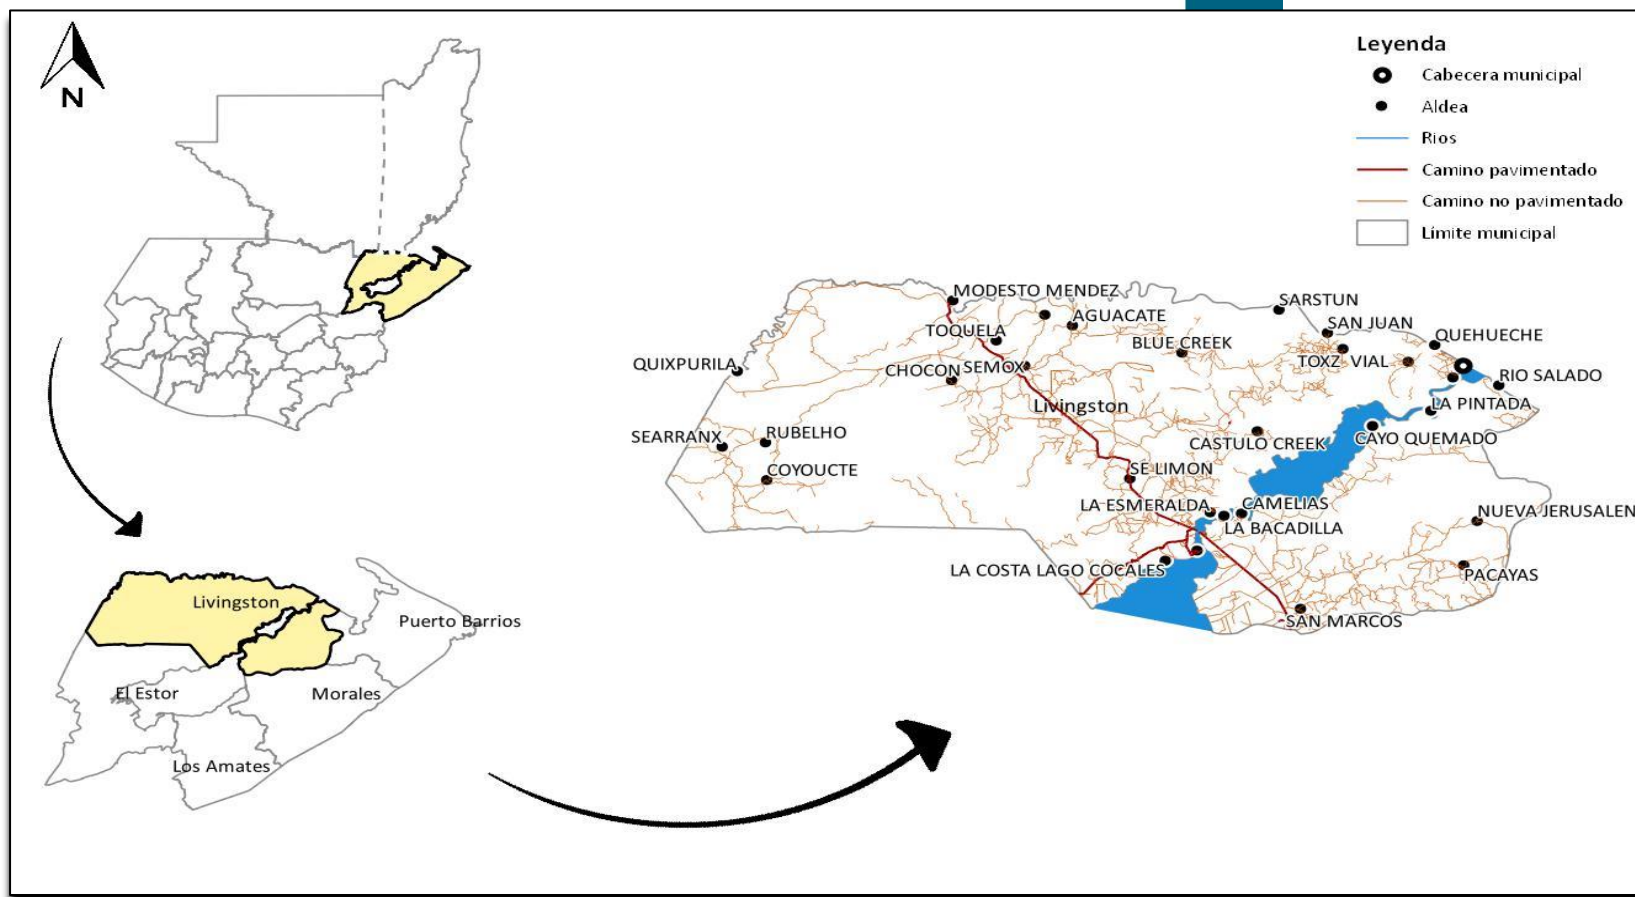 N
Leyenda
Cabecera municipal
Aldea
Rios
Camino pavimentado
Camino no pavimentado
Límite municipal
MODESTO MENDEZ
SARSTUN
AGUACATE
SAN JUAN
TOQUELA
QUEHUECHE
BLUE CREEK
TOXZ VIAL
QUIXPURILA
CHOCON
SEMOX
RIO SALADO
Livingston
LA PINTADA
SEARRANX
RUBELHO
CASTULO CREEK
CAYO QUEMADO
COYOUCTE
SE LIMON
LA ESMERALDA
CAMELIAS
NUEVA JERUSALEN
LA BACADILLA
LA COSTA LAGO COCALES
PACAYAS
SAN MARCOS
Livingston
Puerto Barrios
El Estor
Morales
Los Amates